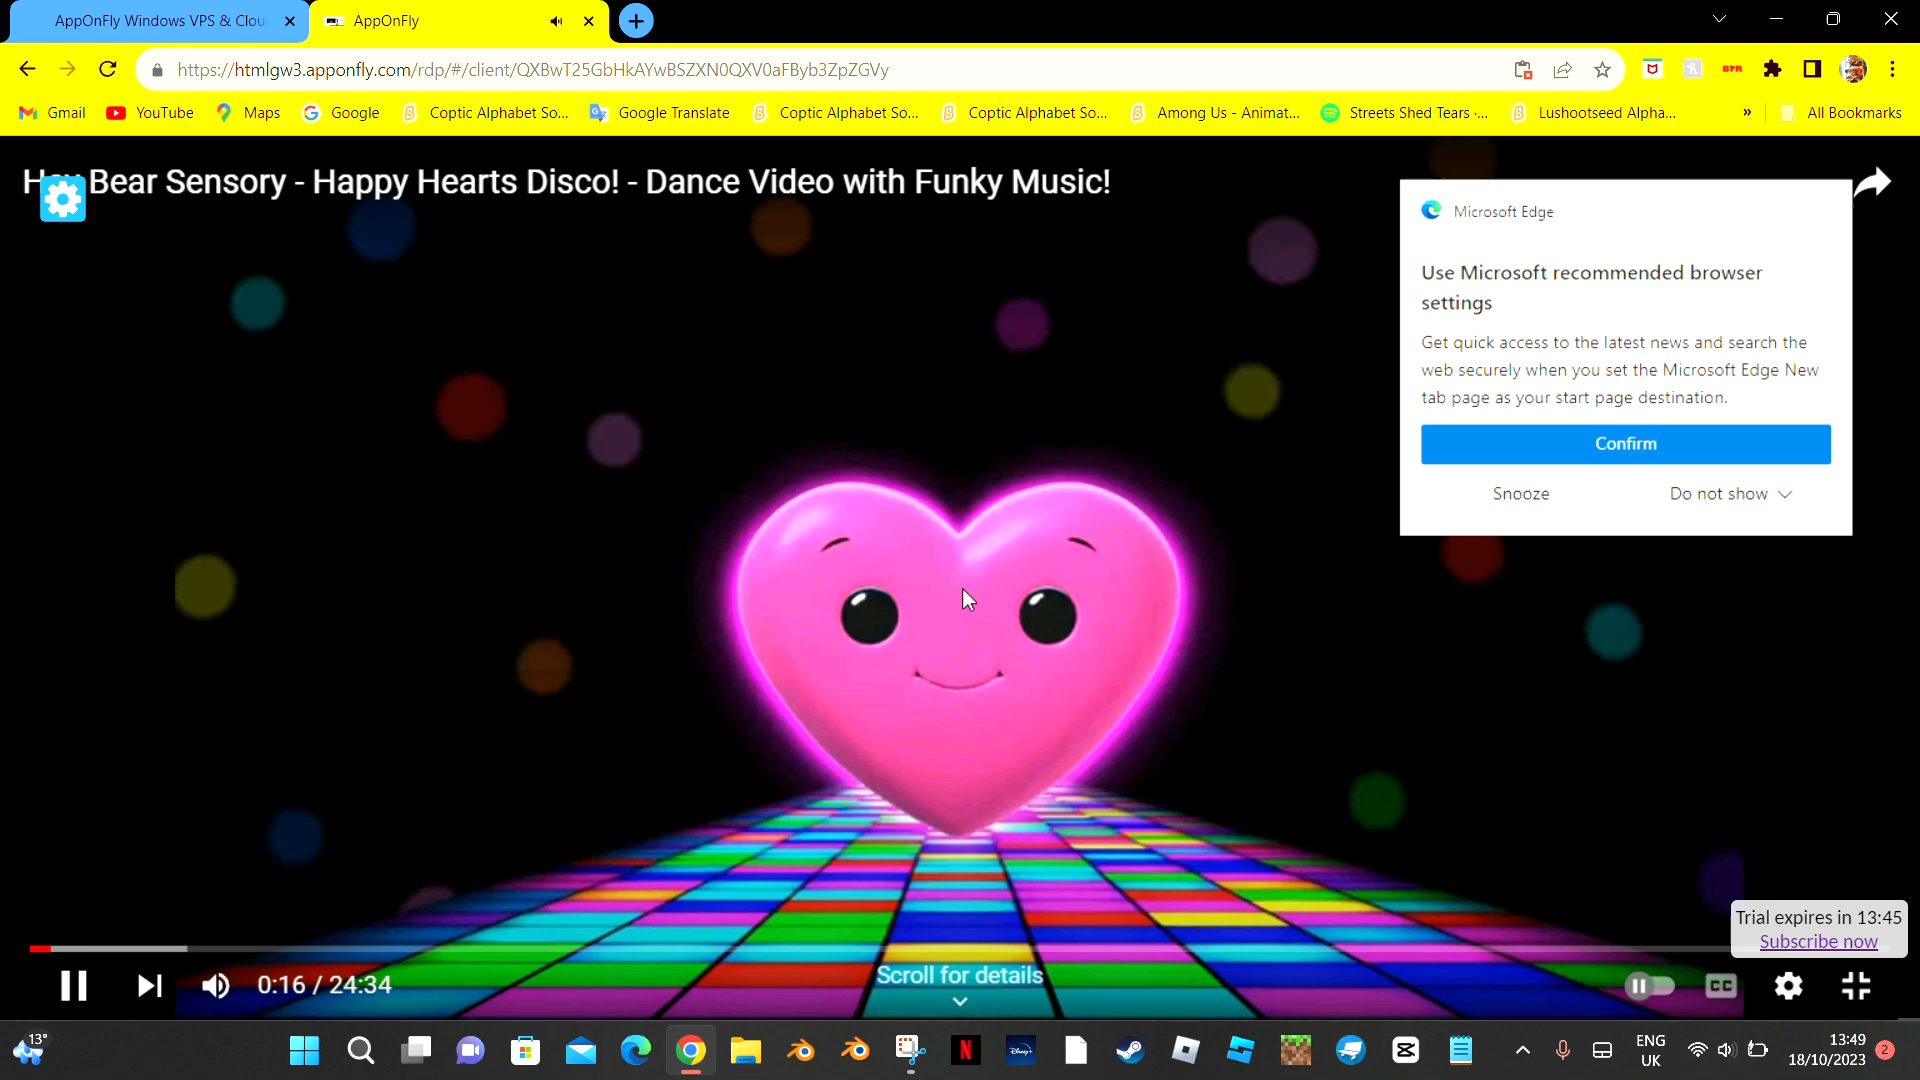 AppOnFly Windows VPS & Clou
AppOnFly
https://htmlgw3.apponfly.com/rdp/#/client/QXBwT25GbHkAYwBSZXN0QXV0aFByb3ZpZGVy
Gmail YouTube Maps Google Coptic Alphabet So... Google Translate Coptic Alphabet So... Coptic Alphabet So... Among Us - Animat... Streets Shed Tears ·... Lushootseed Alpha... » All Bookmarks
Bear Sensory - Happy Hearts Disco! - Dance Video with Funky Music!
Microsoft Edge
Use Microsoft recommended browser
settings
Get quick access to the latest news and search the
web securely when you set the Microsoft Edge New
tab page as your start page destination.
Confirm
Snooze Do not show
Trial expires in 13:45
Subscribe now
0:16 / 24:34
Scroll for details
CC
13°
N
Disney+
ENG
UK
13:49
18/10/2023
2